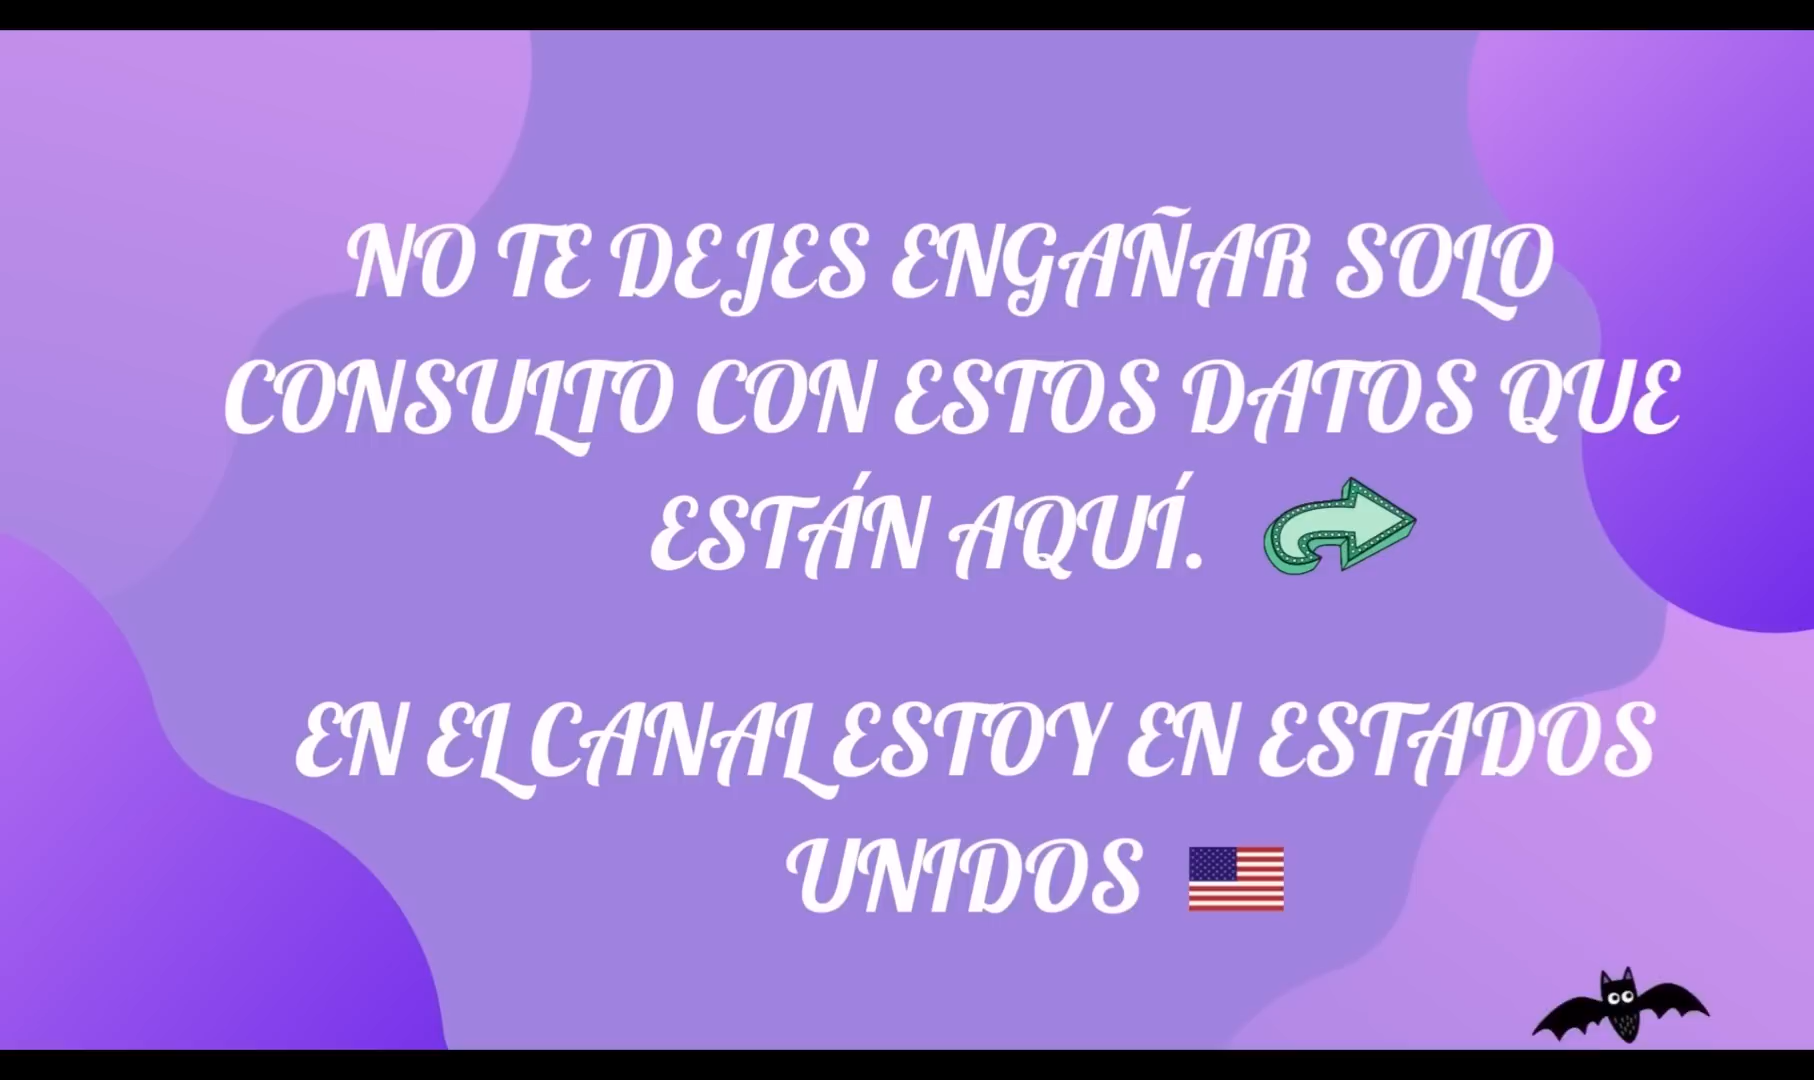 NO TE DEJES ENGAÑAR SOLO
CONSULTO CON ESTOS DATOS QUE
ESTÁN AQUÍ.
EN EL CANAL ESTOY EN ESTADOS
UNIDOS